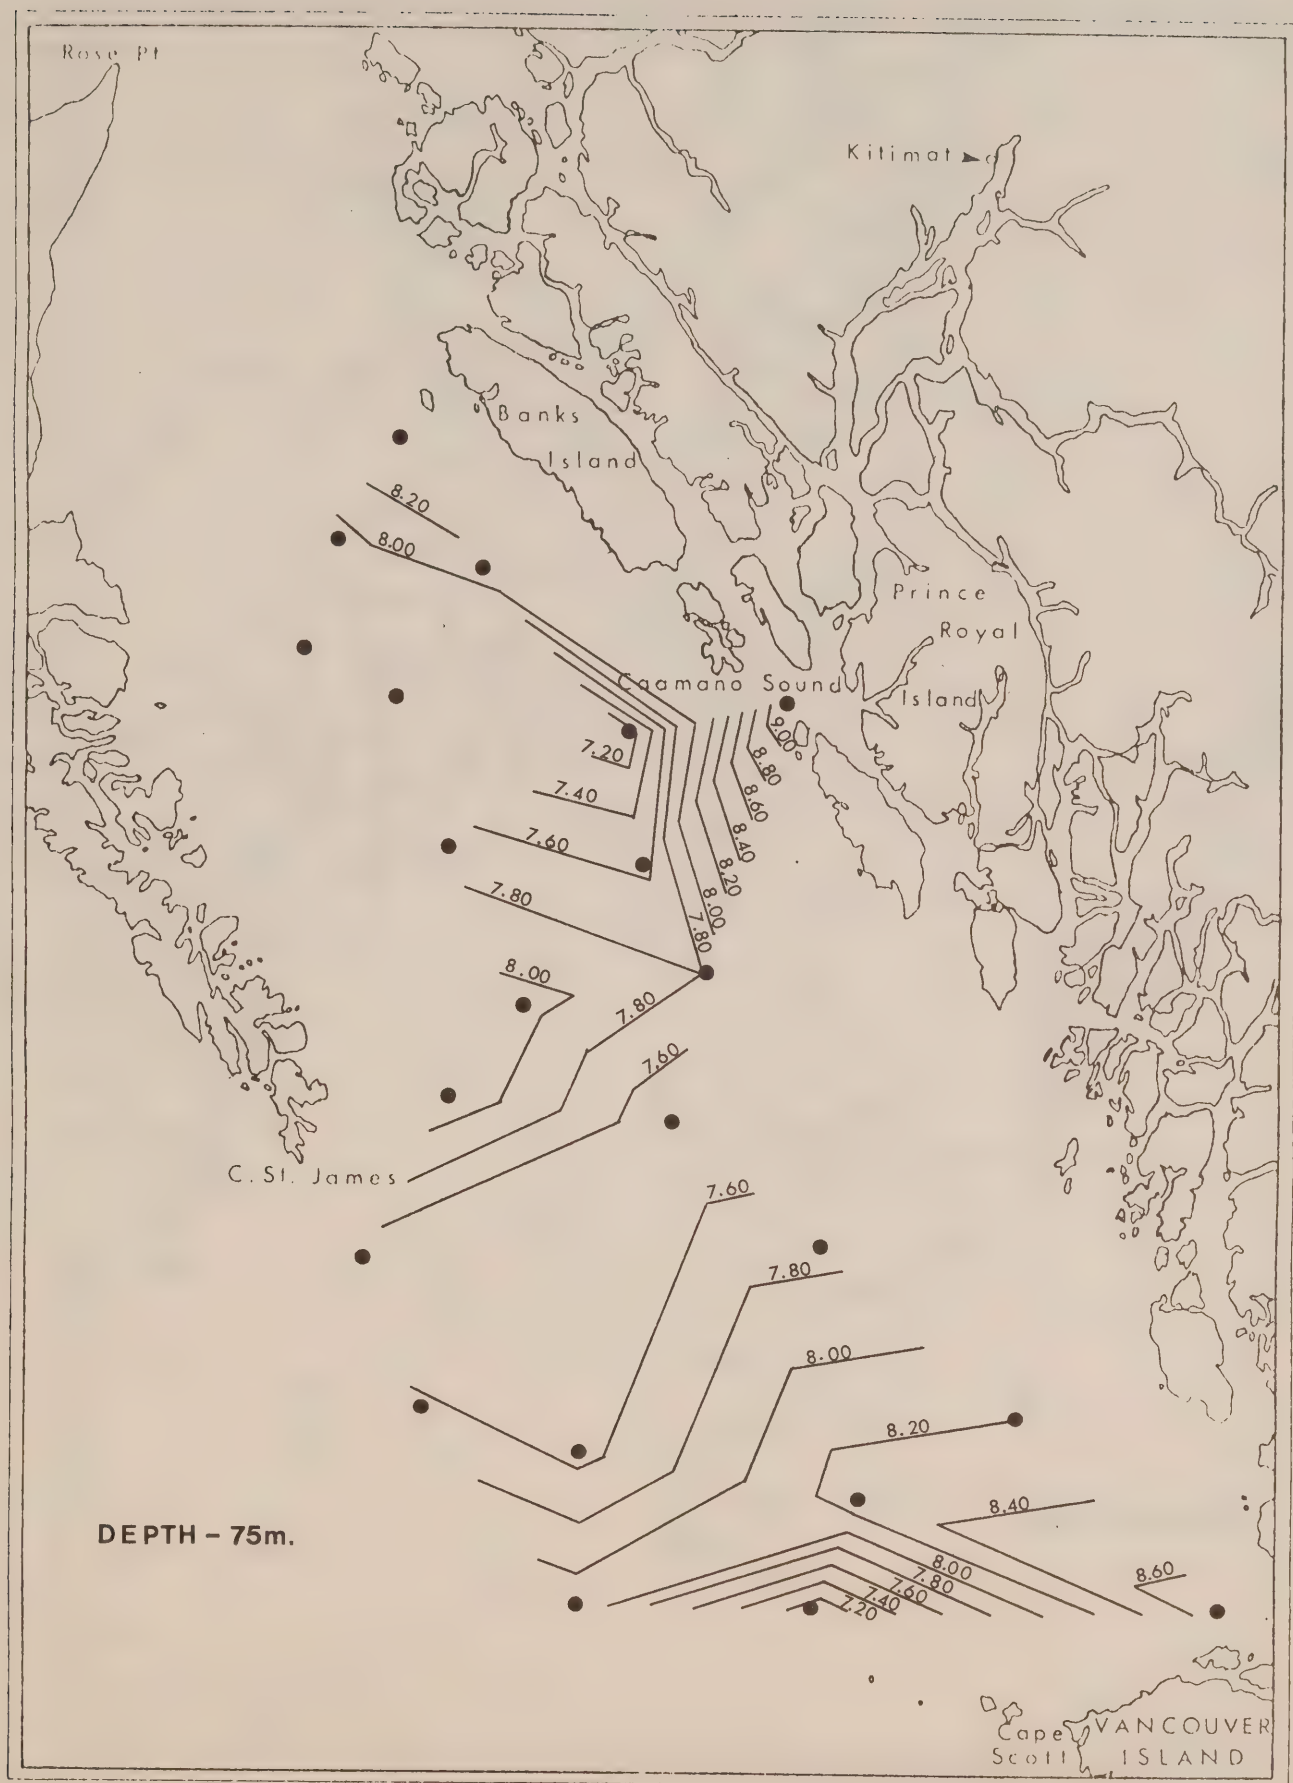 Rose Pt
Kitimat
Banks
Island
8.20
8.00
Prince
Royal
Island
Caamano Sound
9.00
7.20
8.80
7.40
8.60
7.60
8.40
8.20
7.80
8.00
7.80
8.00
7.80
7.60
C. St. James
7.60
7.80
8.00
8.20
8.40
DEPTH - 75m.
8.00
7.80
8.60
7.60
7.40
7.20
Cape
Scott
VANCOUVER
ISLAND